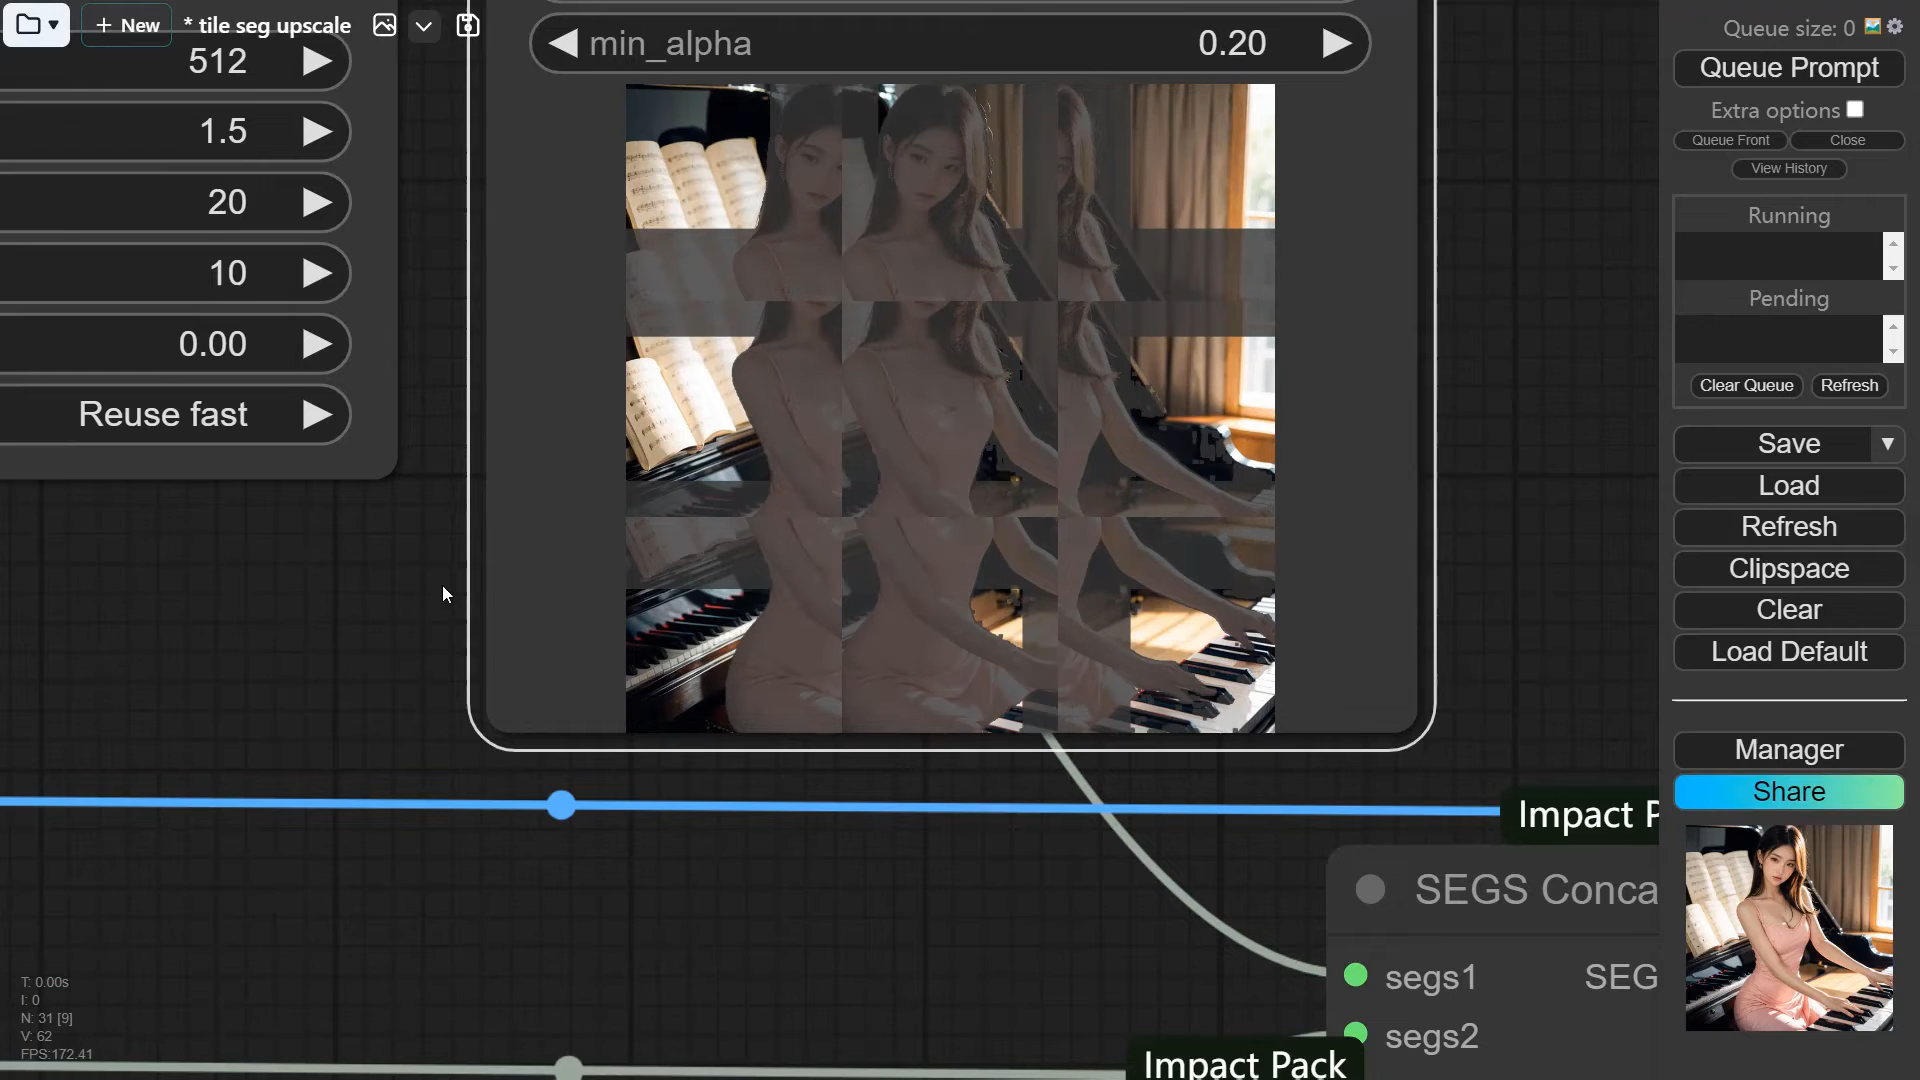 + New
* tile seg upscale
512
1.5
20
10
0.00
Reuse fast
min_alpha
0.20
Impact P
SEGS Conca
segs1
SEG
segs2
Impact Pack
T: 0.00s
I: 0
N: 31 [9]
V: 62
FPS:172.41
Queue size: 0
Queue Prompt
Extra options
Queue Front
Close
View History
Running
Pending
Clear Queue
Refresh
Save
Load
Refresh
Clipspace
Clear
Load Default
Manager
Share